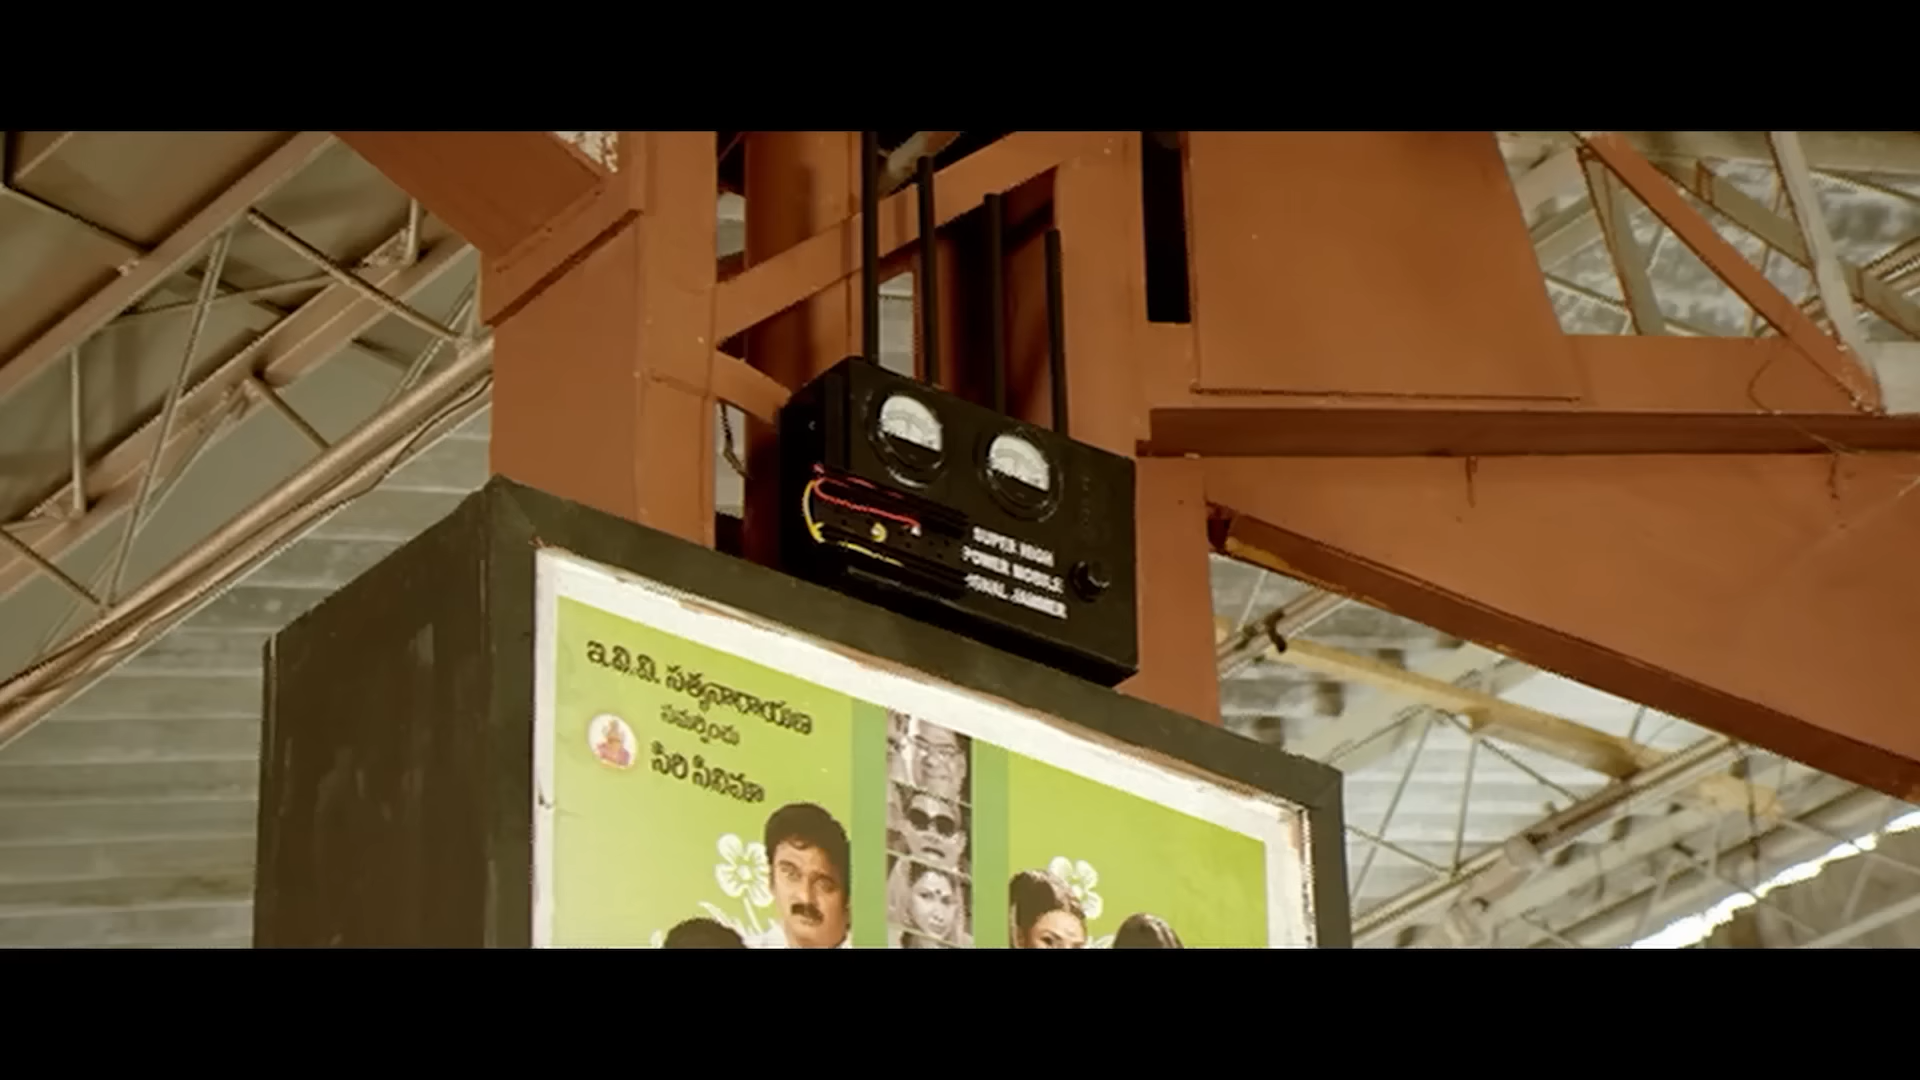 SUPER HIGH
POWER MOBILE
SIGNAL JAMMER
ఇ.వి.వి. సత్యనారాయణ
సమర్పించు
సిరి సినిమా